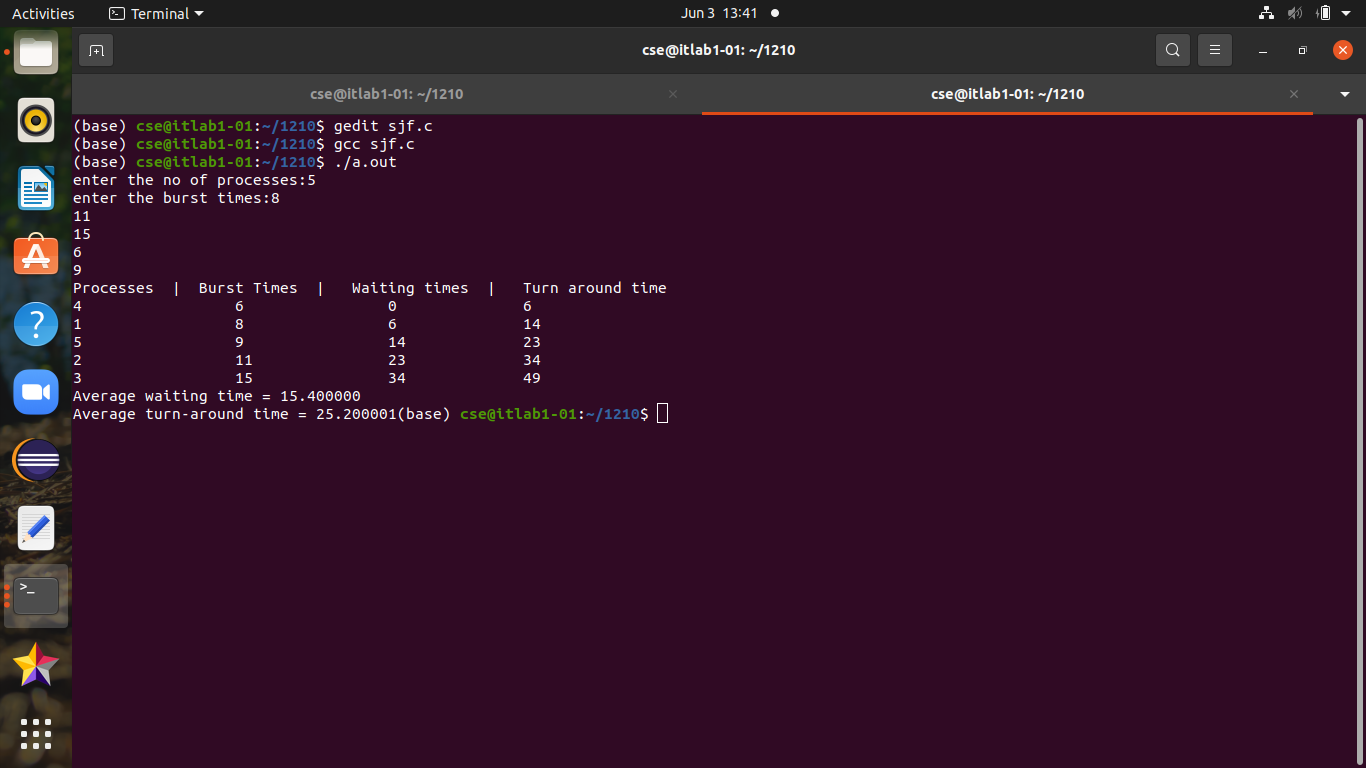 Activities Terminal Jun 3 13:41
cse@itlab1-01: ~/1210
cse@itlab1-01: ~/1210 cse@itlab1-01: ~/1210
(base) cse@itlab1-01:~/1210$ gedit sjf.c
(base) cse@itlab1-01:~/1210$ gcc sjf.c
(base) cse@itlab1-01:~/1210$ ./a.out
enter the no of processes:5
enter the burst times:8
11
15
6
9
Processes  |  Burst Times  |   Waiting times  |   Turn around time
4                 6                0              6
1                 8                6              14
5                 9                14             23
2                 11               23             34
3                 15               34             49
Average waiting time = 15.400000
Average turn-around time = 25.200001(base) cse@itlab1-01:~/1210$